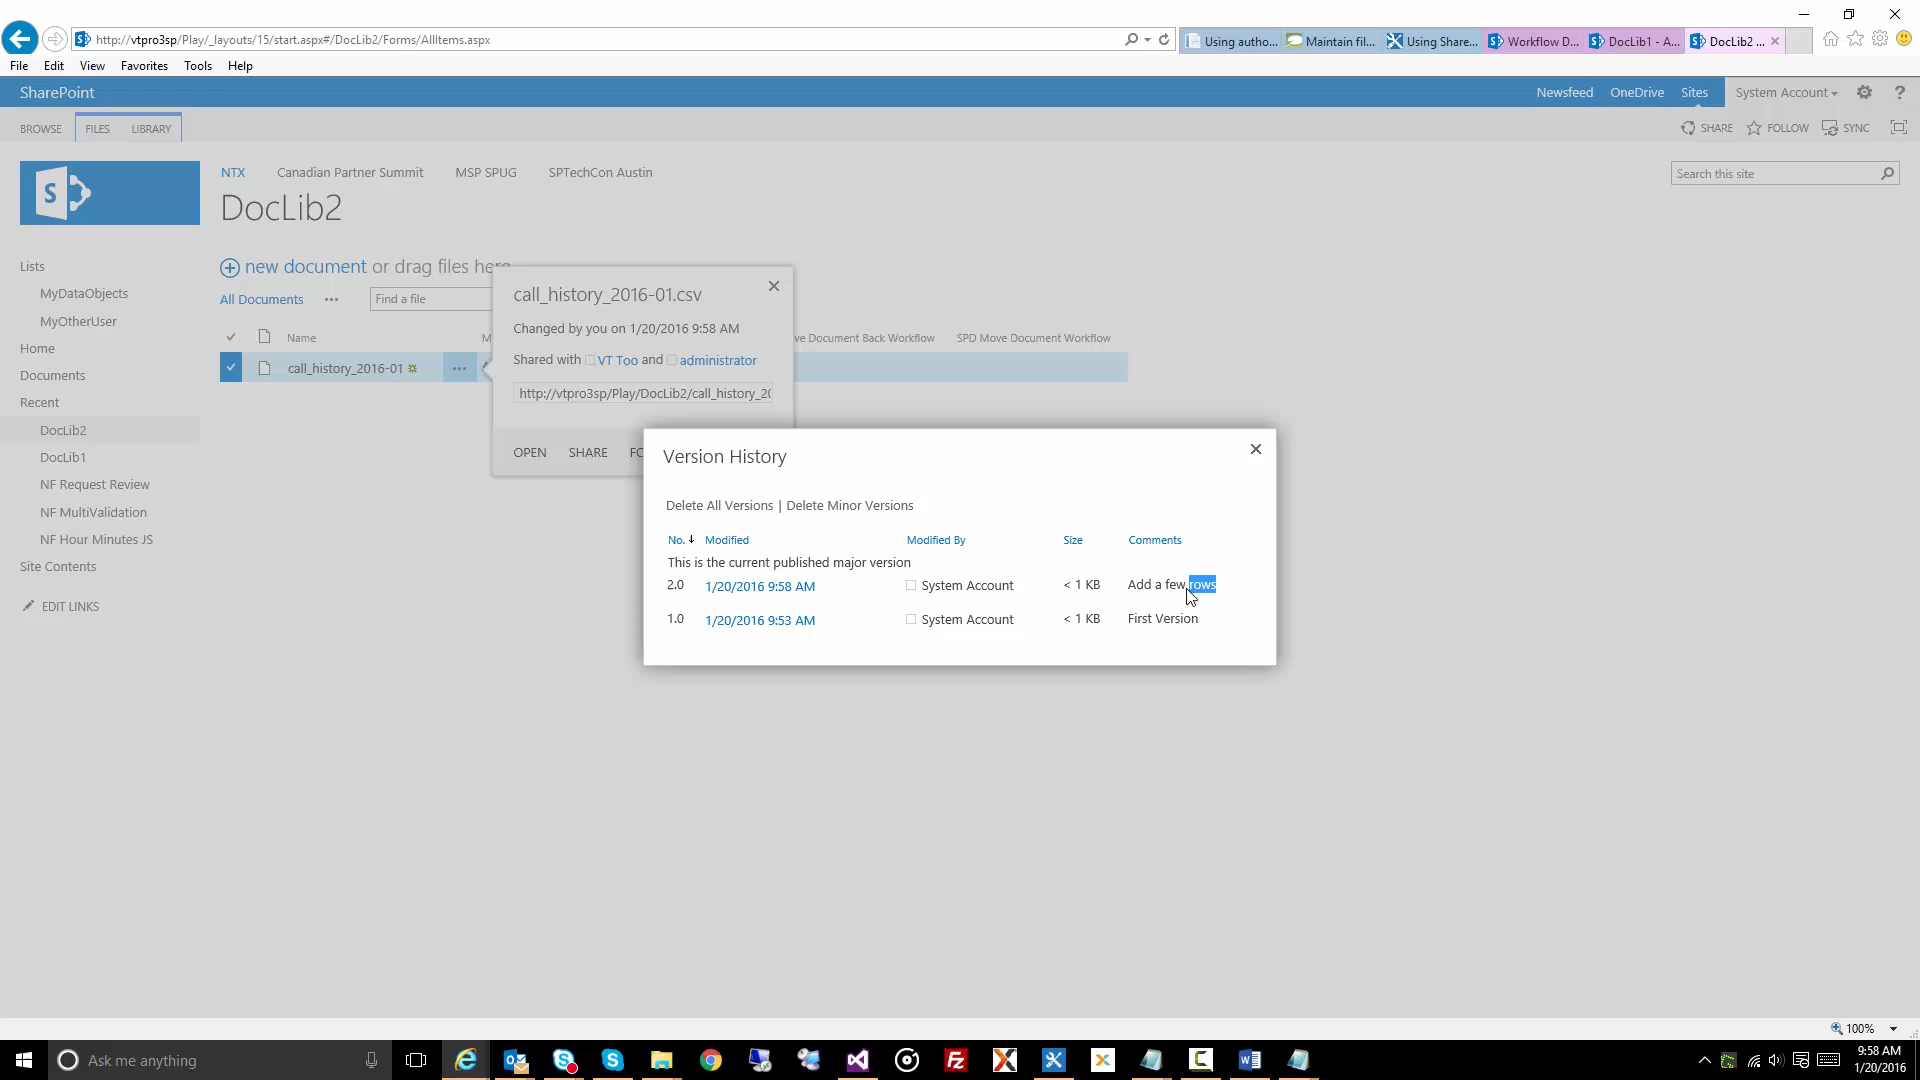 http://vtpro3sp/Play/_layouts/15/start.aspx#/DocLib2/Forms/AllItems.aspx
Using autho...
Maintain fil...
Using Share...
Workflow D...
DocLib1 - A...
DocLib2 ...
File Edit View Favorites Tools Help
SharePoint
Newsfeed OneDrive Sites System Account
BROWSE FILES LIBRARY
SHARE FOLLOW SYNC
NTX Canadian Partner Summit MSP SPUG SPTechCon Austin
Search this site
DocLib2
Lists
MyDataObjects
MyOtherUser
Home
Documents
Recent
DocLib2
DocLib1
NF Request Review
NF MultiValidation
NF Hour Minutes JS
Site Contents
EDIT LINKS
new document or drag files here
All Documents ... Find a file
Name M ve Document Back Workflow SPD Move Document Workflow
call_history_2016-01 ...
call_history_2016-01.csv
Changed by you on 1/20/2016 9:58 AM
Shared with VT Too and administrator
http://vtpro3sp/Play/DocLib2/call_history_20
OPEN SHARE FO
Version History
Delete All Versions | Delete Minor Versions
No. Modified Modified By Size Comments
This is the current published major version
2.0 1/20/2016 9:58 AM System Account < 1 KB Add a few rows
1.0 1/20/2016 9:53 AM System Account < 1 KB First Version
100%
Ask me anything
9:58 AM
1/20/2016